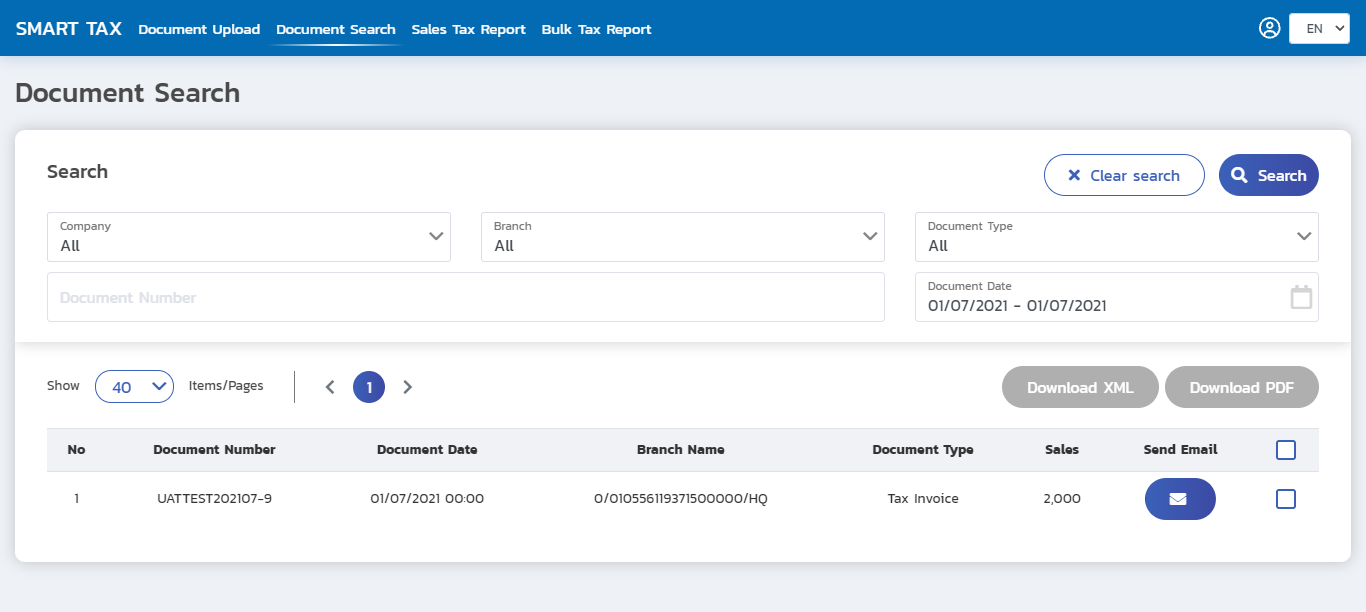 SMART TAX Document Upload Document Search Sales Tax Report Bulk Tax Report EN
Document Search
Search Clear search Search
Company Branch Document Type
All All All
Document Number
Document Date
01/07/2021 - 01/07/2021
Show 40 Items/Pages 1 Download XML Download PDF
No Document Number Document Date Branch Name Document Type Sales Send Email
1 UATTEST202107-9 01/07/2021 00:00 0/010556119371500000/HQ Tax Invoice 2,000